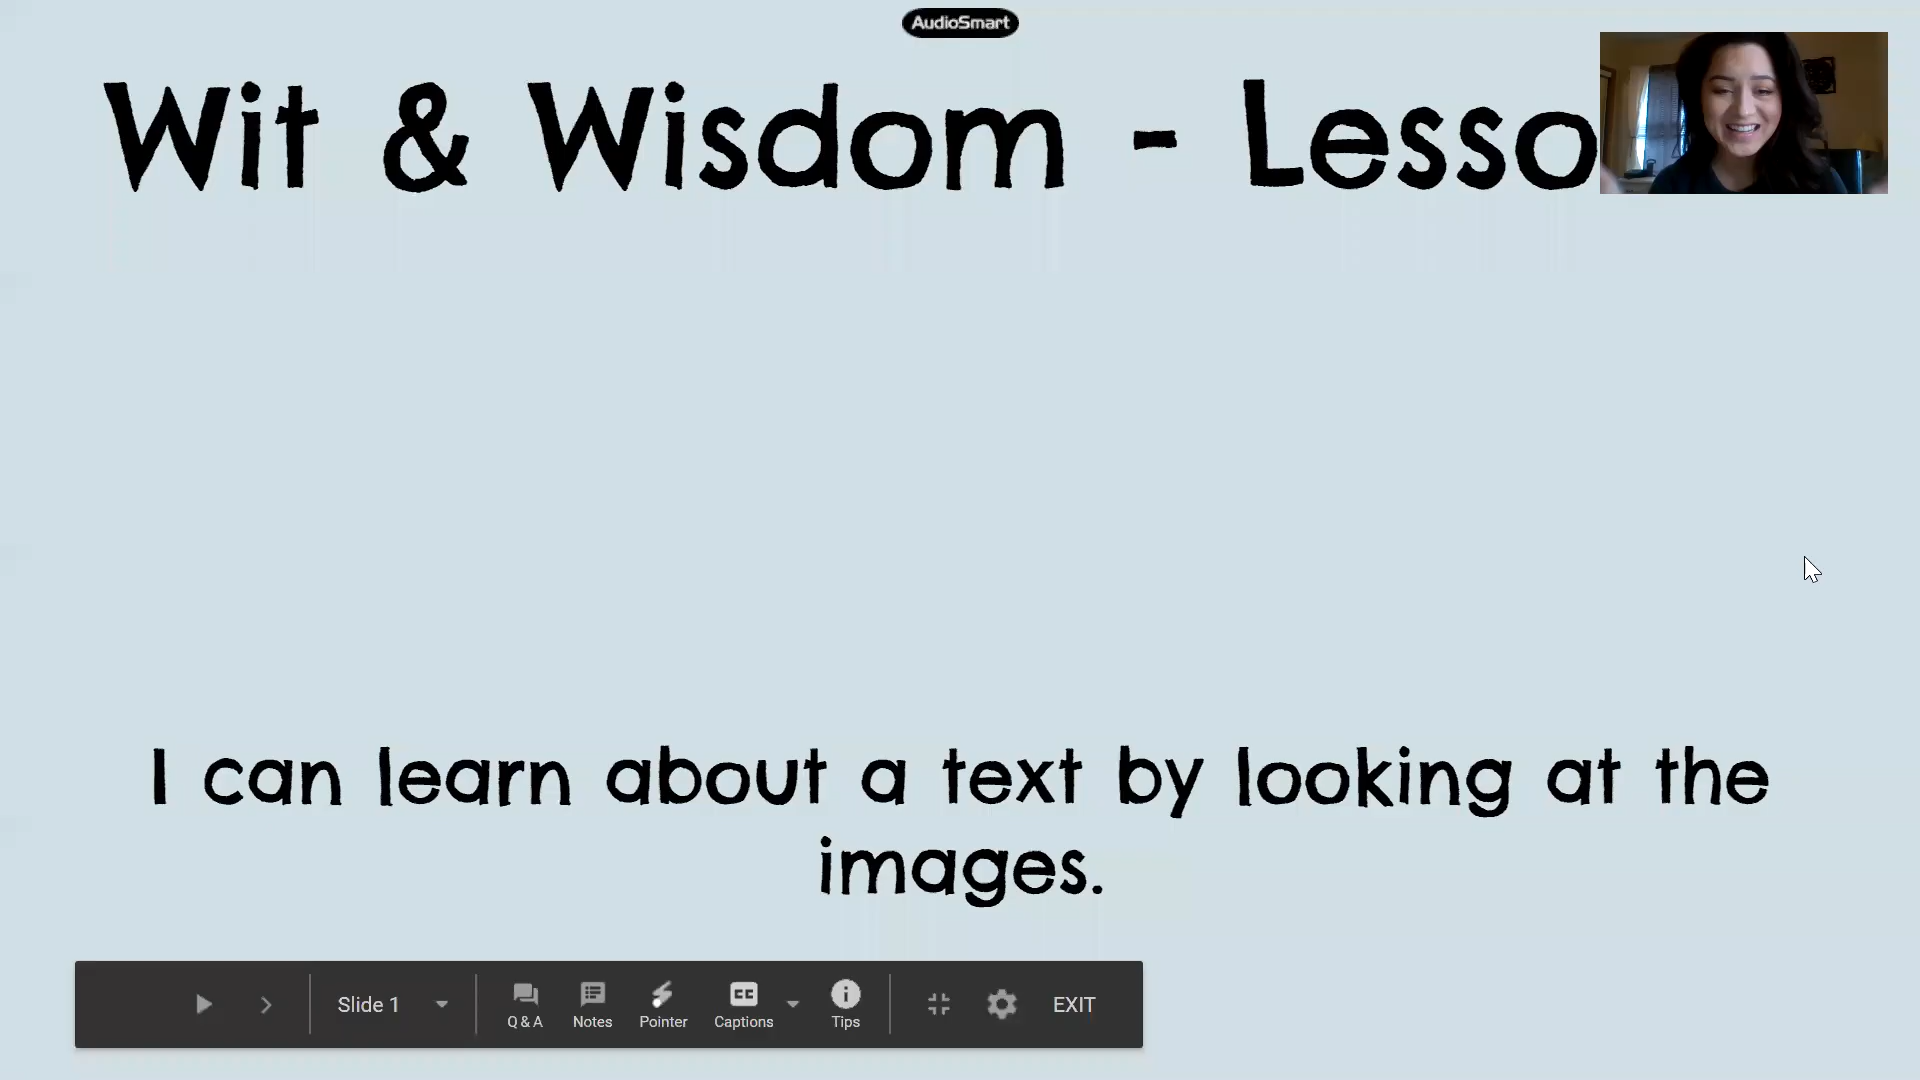 AudioSmart
Wit & Wisdom - Lesso
I can learn about a text by looking at the
images.
Slide 1
Q & A
Notes
Pointer
CC
Captions
Tips
EXIT